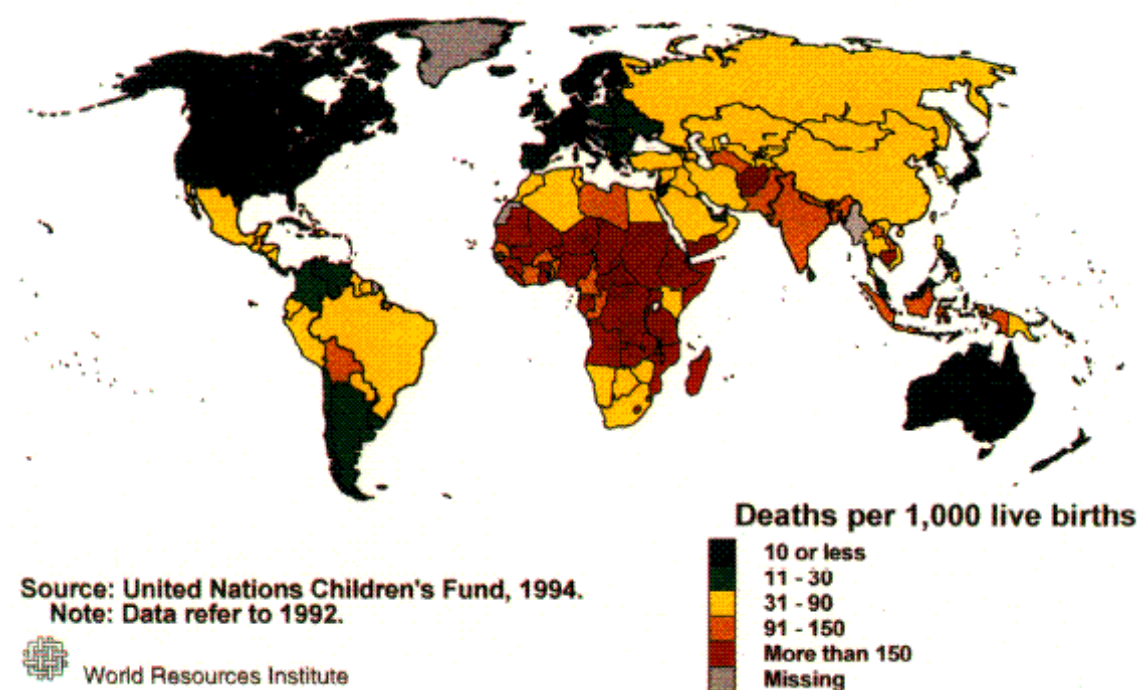 Deaths per 1,000 live births
10 or less
11 - 30
31 - 90
91 - 150
More than 150
Missing
Source: United Nations Children's Fund, 1994.
Note: Data refer to 1992.
World Resources Institute